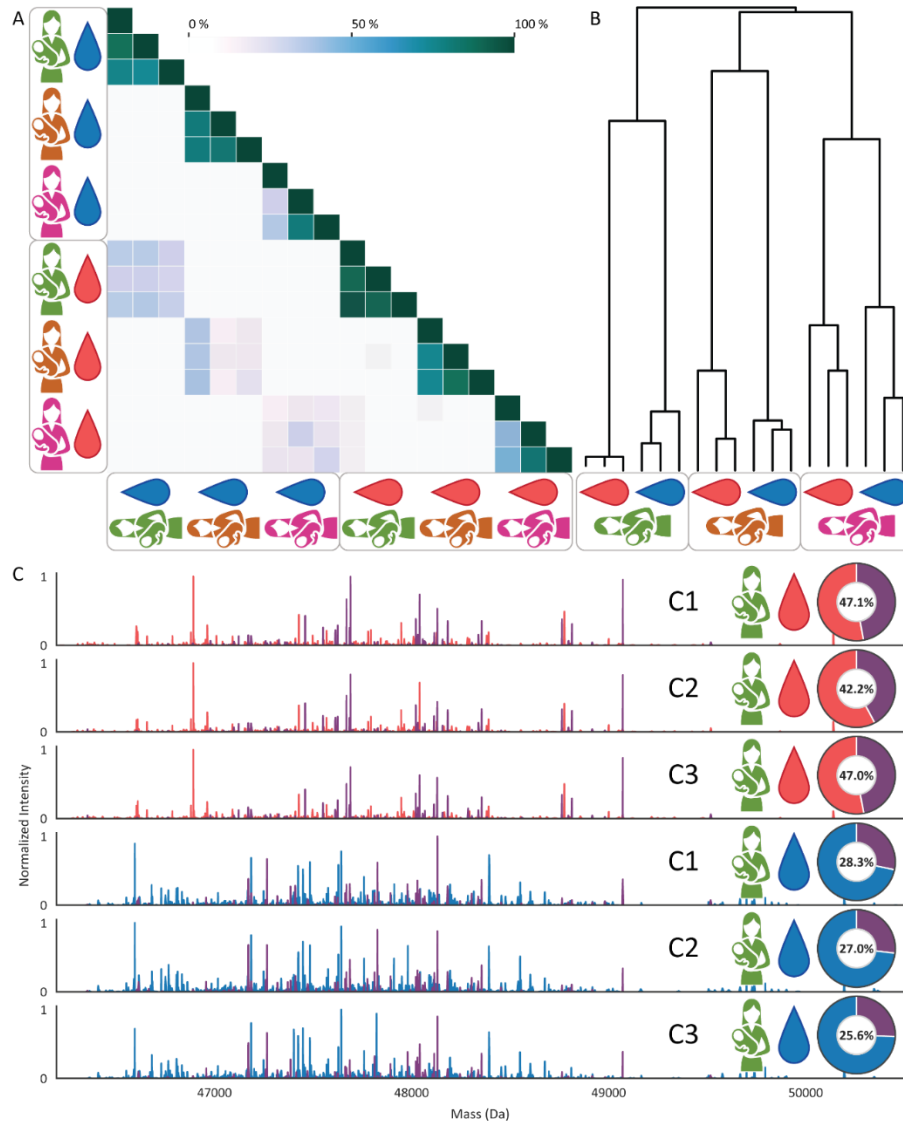 A
0 %
50 %
100 %
B
C
1
0
C1
47.1%
1
0
C2
42.2%
1
0
C3
47.0%
Normalized Intensity
1
0
C1
28.3%
1
0
C2
27.0%
1
0
C3
25.6%
47000
48000
49000
50000
Mass (Da)